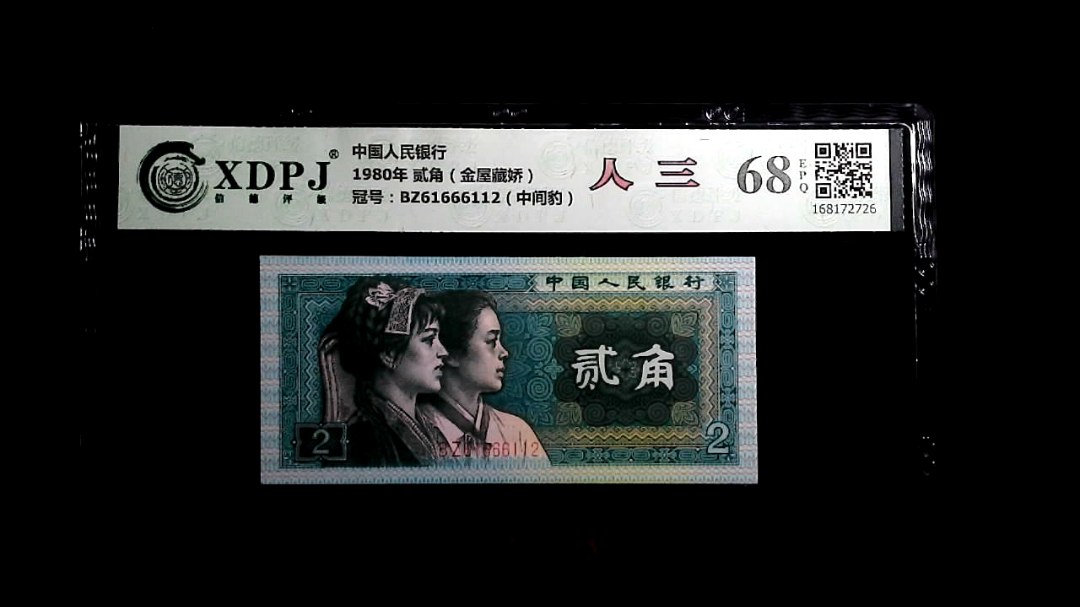 XDPJ®
信德评级
中国人民银行
1980年 贰角（金屋藏娇）
冠号：BZ61666112（中间豹）
人三
68
EPQ
168172726
中国人民银行
贰角
2
2
BZ61666112